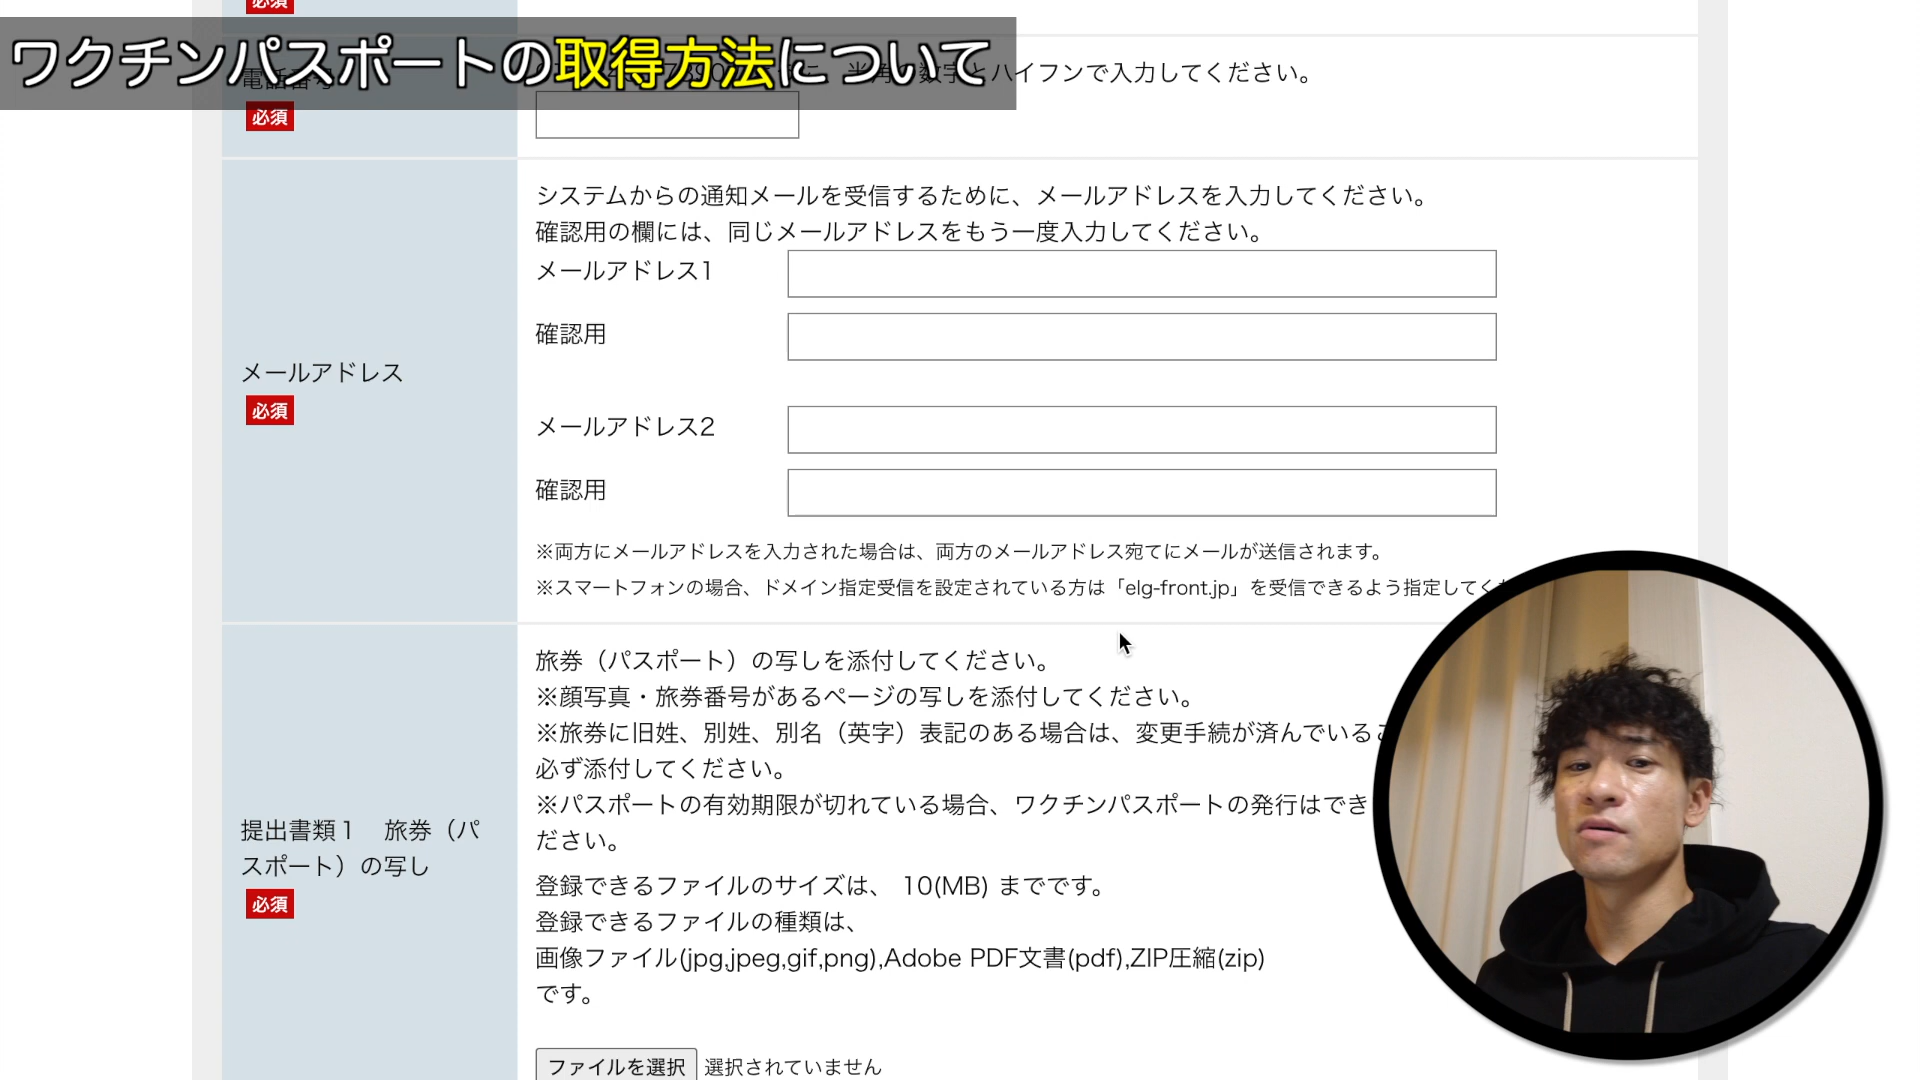 必須
ワクチンパスポートの取得方法について
電話番号
ハイフンで入力してください。
必須
システムからの通知メールを受信するために、メールアドレスを入力してください。
確認用の欄には、同じメールアドレスをもう一度入力してください。
メールアドレス1
確認用
メールアドレス
必須
メールアドレス2
確認用
※両方にメールアドレスを入力された場合は、両方のメールアドレス宛てにメールが送信されます。
※スマートフォンの場合、ドメイン指定受信を設定されている方は「elg-front.jp」を受信できるよう指定してく
旅券（パスポート）の写しを添付してください。
※顔写真・旅券番号があるページの写しを添付してください。
※旅券に旧姓、別姓、別名（英字）表記のある場合は、変更手続が済んでいるこ
必ず添付してください。
※パスポートの有効期限が切れている場合、ワクチンパスポートの発行はでき
ださい。
提出書類１　旅券（パ
スポート）の写し
必須
登録できるファイルのサイズは、 10(MB) までです。
登録できるファイルの種類は、
画像ファイル(jpg,jpeg,gif,png),Adobe PDF文書(pdf),ZIP圧縮(zip)
です。
ファイルを選択 選択されていません